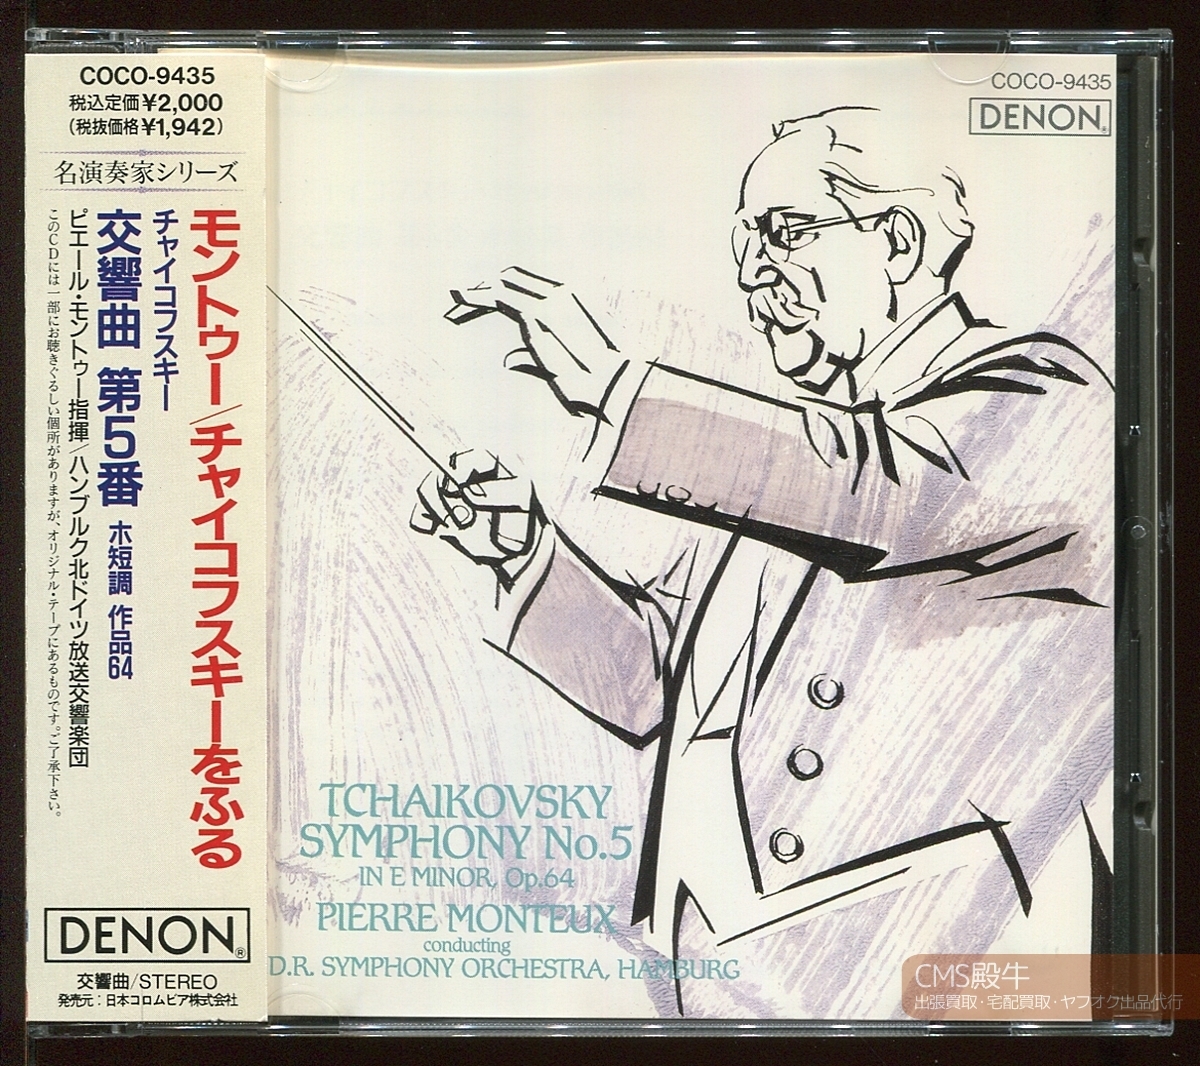 COCO-9435
税込定価¥2,000
(税抜価格¥1,942)
名演奏家シリーズ
モントゥー/チャイコフスキーをふる
チャイコフスキー
交響曲 第5番 ホ短調 作品64
ピエール・モントゥー指揮/ハンブルク北ドイツ放送交響楽団
このCDには一部にお聴きぐるしい個所がありますが、オリジナル・テープにあるものです。ご了承下さい。
DENON®
交響曲/STEREO
発売元:日本コロムビア株式会社
COCO-9435
DENON®
TCHAIKOVSKY
SYMPHONY No.5
IN E MINOR, Op.64
PIERRE MONTEUX
conducting
D.R. SYMPHONY ORCHESTRA, HAMBURG
CMS殿牛
出張買取・宅配買取・ヤフオク出品代行